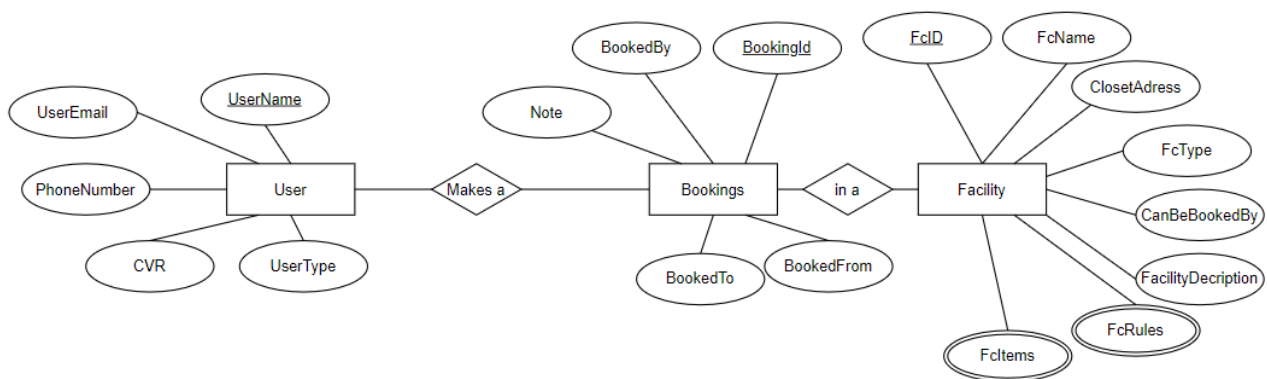 BookedBy
BookingId
FcID
FcName
UserEmail
UserName
Note
ClosetAdress
FcType
PhoneNumber
User
Makes a
Bookings
in a
Facility
CanBeBookedBy
CVR
UserType
BookedTo
BookedFrom
FacilityDecription
FcRules
FcItems